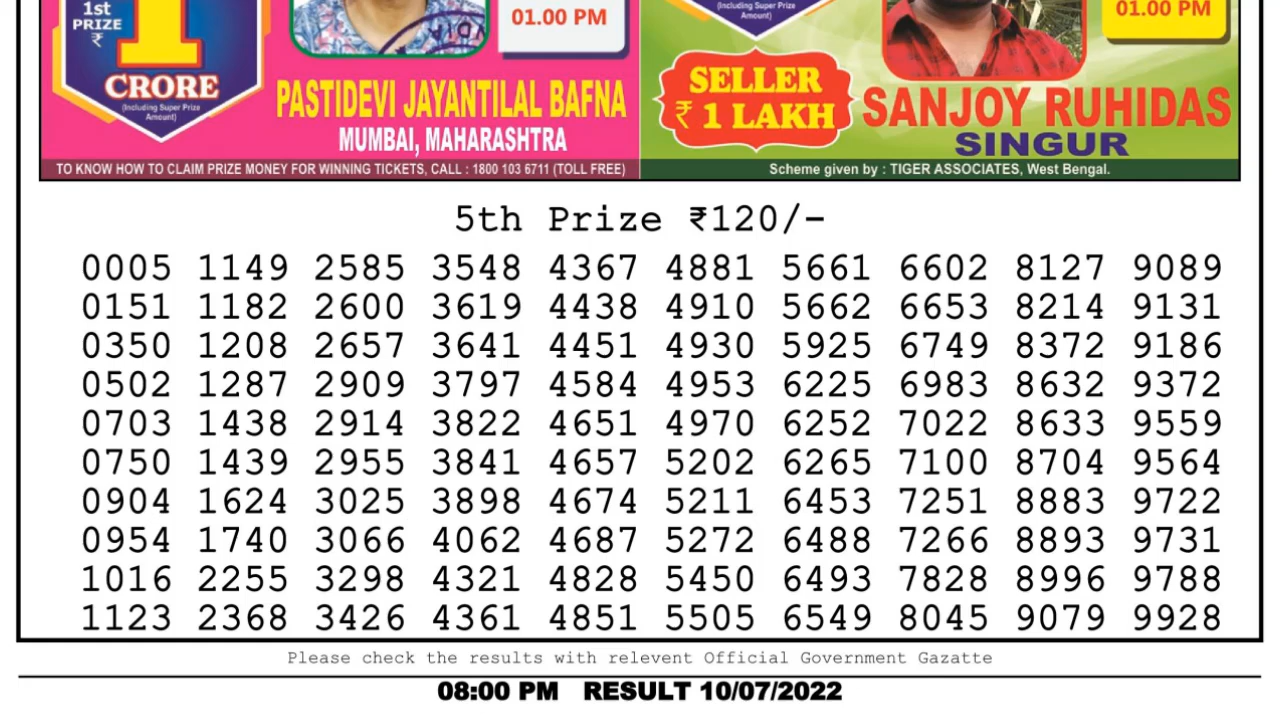 1st
PRIZE
₹
1
CRORE
(Including Super Prize
Amount)
01.00 PM
PASTIDEVI JAYANTILAL BAFNA
MUMBAI, MAHARASHTRA
TO KNOW HOW TO CLAIM PRIZE MONEY FOR WINNING TICKETS, CALL : 1800 103 6711 (TOLL FREE)
(Including Super Prize
Amount)
01.00 PM
SELLER
₹ 1 LAKH
SANJOY RUHIDAS
SINGUR
Scheme given by : TIGER ASSOCIATES, West Bengal.
5th Prize ₹120/-
0005 1149 2585 3548 4367 4881 5661 6602 8127 9089
0151 1182 2600 3619 4438 4910 5662 6653 8214 9131
0350 1208 2657 3641 4451 4930 5925 6749 8372 9186
0502 1287 2909 3797 4584 4953 6225 6983 8632 9372
0703 1438 2914 3822 4651 4970 6252 7022 8633 9559
0750 1439 2955 3841 4657 5202 6265 7100 8704 9564
0904 1624 3025 3898 4674 5211 6453 7251 8883 9722
0954 1740 3066 4062 4687 5272 6488 7266 8893 9731
1016 2255 3298 4321 4828 5450 6493 7828 8996 9788
1123 2368 3426 4361 4851 5505 6549 8045 9079 9928
Please check the results with relevent Official Government Gazatte
08:00 PM RESULT 10/07/2022